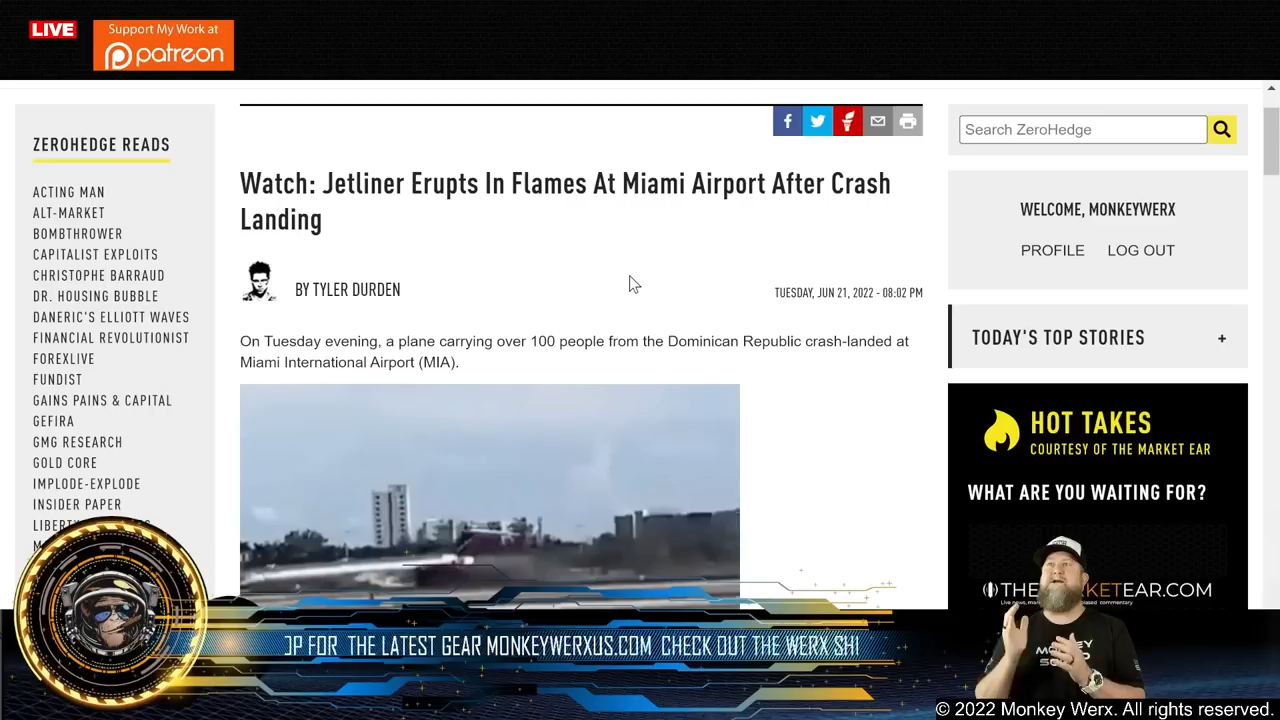 LIVE
Support My Work at
patreon
ZEROHEDGE READS
ACTING MAN
ALT-MARKET
BOMBTHROWER
CAPITALIST EXPLOITS
CHRISTOPHE BARRAUD
DR. HOUSING BUBBLE
DANERIC'S ELLIOTT WAVES
FINANCIAL REVOLUTIONIST
FOREXLIVE
FUNDIST
GAINS PAINS & CAPITAL
GEFIRA
GMG RESEARCH
GOLD CORE
IMPLODE-EXPLODE
INSIDER PAPER
Watch: Jetliner Erupts In Flames At Miami Airport After Crash
Landing
BY TYLER DURDEN
TUESDAY, JUN 21, 2022 - 08:02 PM
On Tuesday evening, a plane carrying over 100 people from the Dominican Republic crash-landed at
Miami International Airport (MIA).
Search ZeroHedge
WELCOME, MONKEYWERX
PROFILE LOG OUT
TODAY'S TOP STORIES +
HOT TAKES
COURTESY OF THE MARKET EAR
WHAT ARE YOU WAITING FOR?
OP FOR THE LATEST GEAR MONKEYWERXUS.COM CHECK OUT THE WERX SH
MONKEY
© 2022 Monkey Werx. All rights reserved.